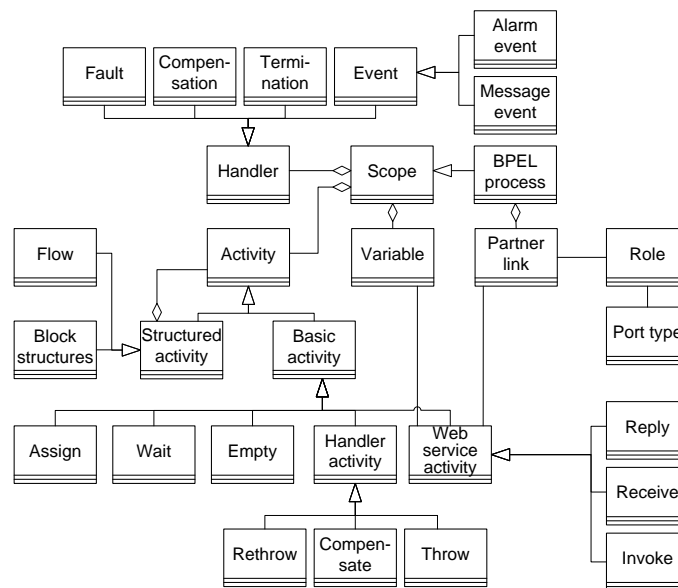 Alarm
event
Fault
Compen-
sation
Termi-
nation
Event
Message
event
Handler
Scope
BPEL
process
Flow
Activity
Variable
Partner
link
Role
Block
structures
Structured
activity
Basic
activity
Port type
Assign
Wait
Empty
Handler
activity
Web
service
activity
Reply
Receive
Rethrow
Compen-
sate
Throw
Invoke